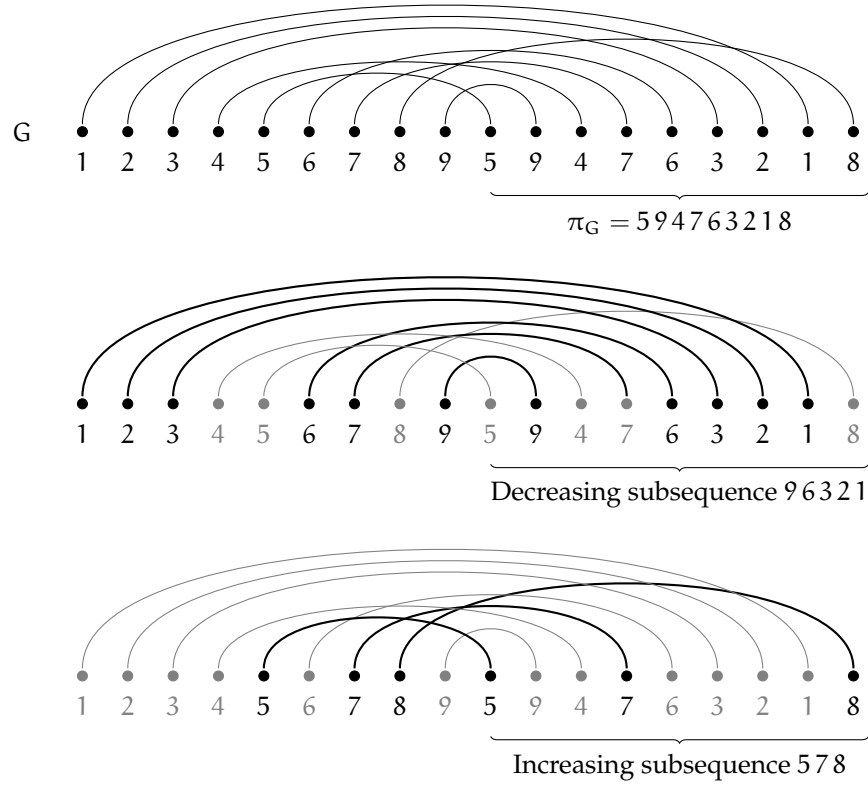 G
1 2 3 4 5 6 7 8 9 5 9 4 7 6 3 2 1 8
π_G = 5 9 4 7 6 3 2 1 8
1 2 3 4 5 6 7 8 9 5 9 4 7 6 3 2 1 8
Decreasing subsequence 9 6 3 2 1
1 2 3 4 5 6 7 8 9 5 9 4 7 6 3 2 1 8
Increasing subsequence 5 7 8